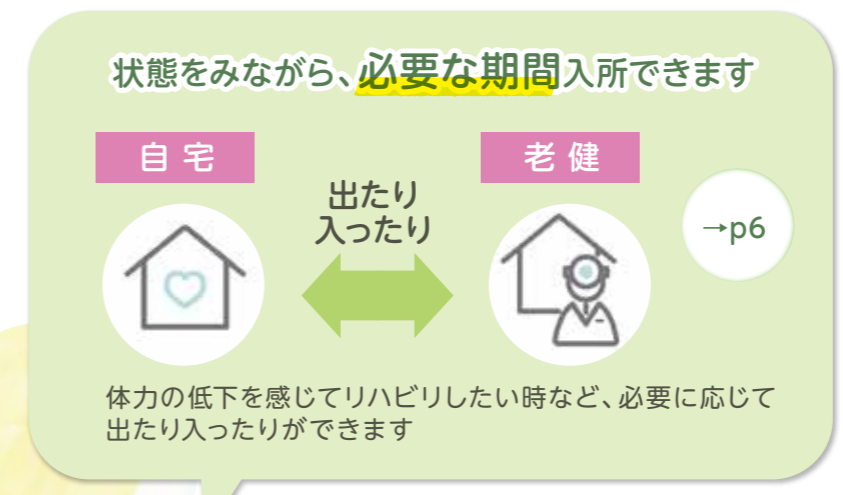 状態をみながら、必要な期間入所できます
自宅
老健
出たり
入ったり
→p6
体力の低下を感じてリハビリしたい時など、必要に応じて
出たり入ったりができます